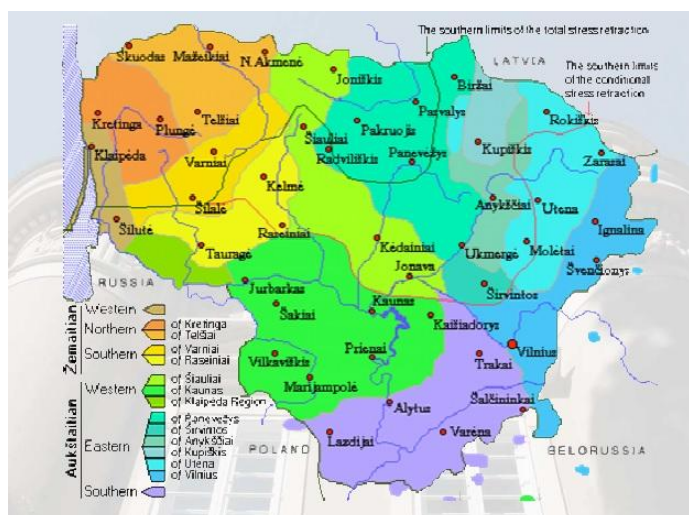 The southern limits of the total stress refraction
LATVIA
The southern limits
of the conditional
stress refraction
Skuodas
Mažeikiai
N.Akmenė
Joniškis
Biržai
Kretinga
Plungė
Telšiai
Šiauliai
Pakruojis
Pasvalys
Rokiškis
Klaipėda
Varniai
Radviliškis
Panevėžys
Kupiškis
Zarasai
Kelmė
Šilalė
Anykščiai
Utena
Šilutė
Raseiniai
Ignalina
Tauragė
Kėdainiai
Ukmergė
Molėtai
Jonava
Švenčionys
RUSSIA
Jurbarkas
Širvintos
Kaunas
Šakiai
Kaišiadorys
Vilnius
Vilkaviškis
Prienai
Trakai
Marijampolė
Alytus
Šalčininkai
Lazdijai
Varėna
POLAND
BELORUSSIA
Žemaitian
Western
Northern
of Kretinga
of Telšiai
Southern
of Varniai
of Raseiniai
Aukštaitian
Western
of Šiauliai
of Kaunas
of Klaipėda Region
Eastern
of Panevėžys
of Širvintos
of Anykščiai
of Kupiškis
of Utena
of Vilnius
Southern